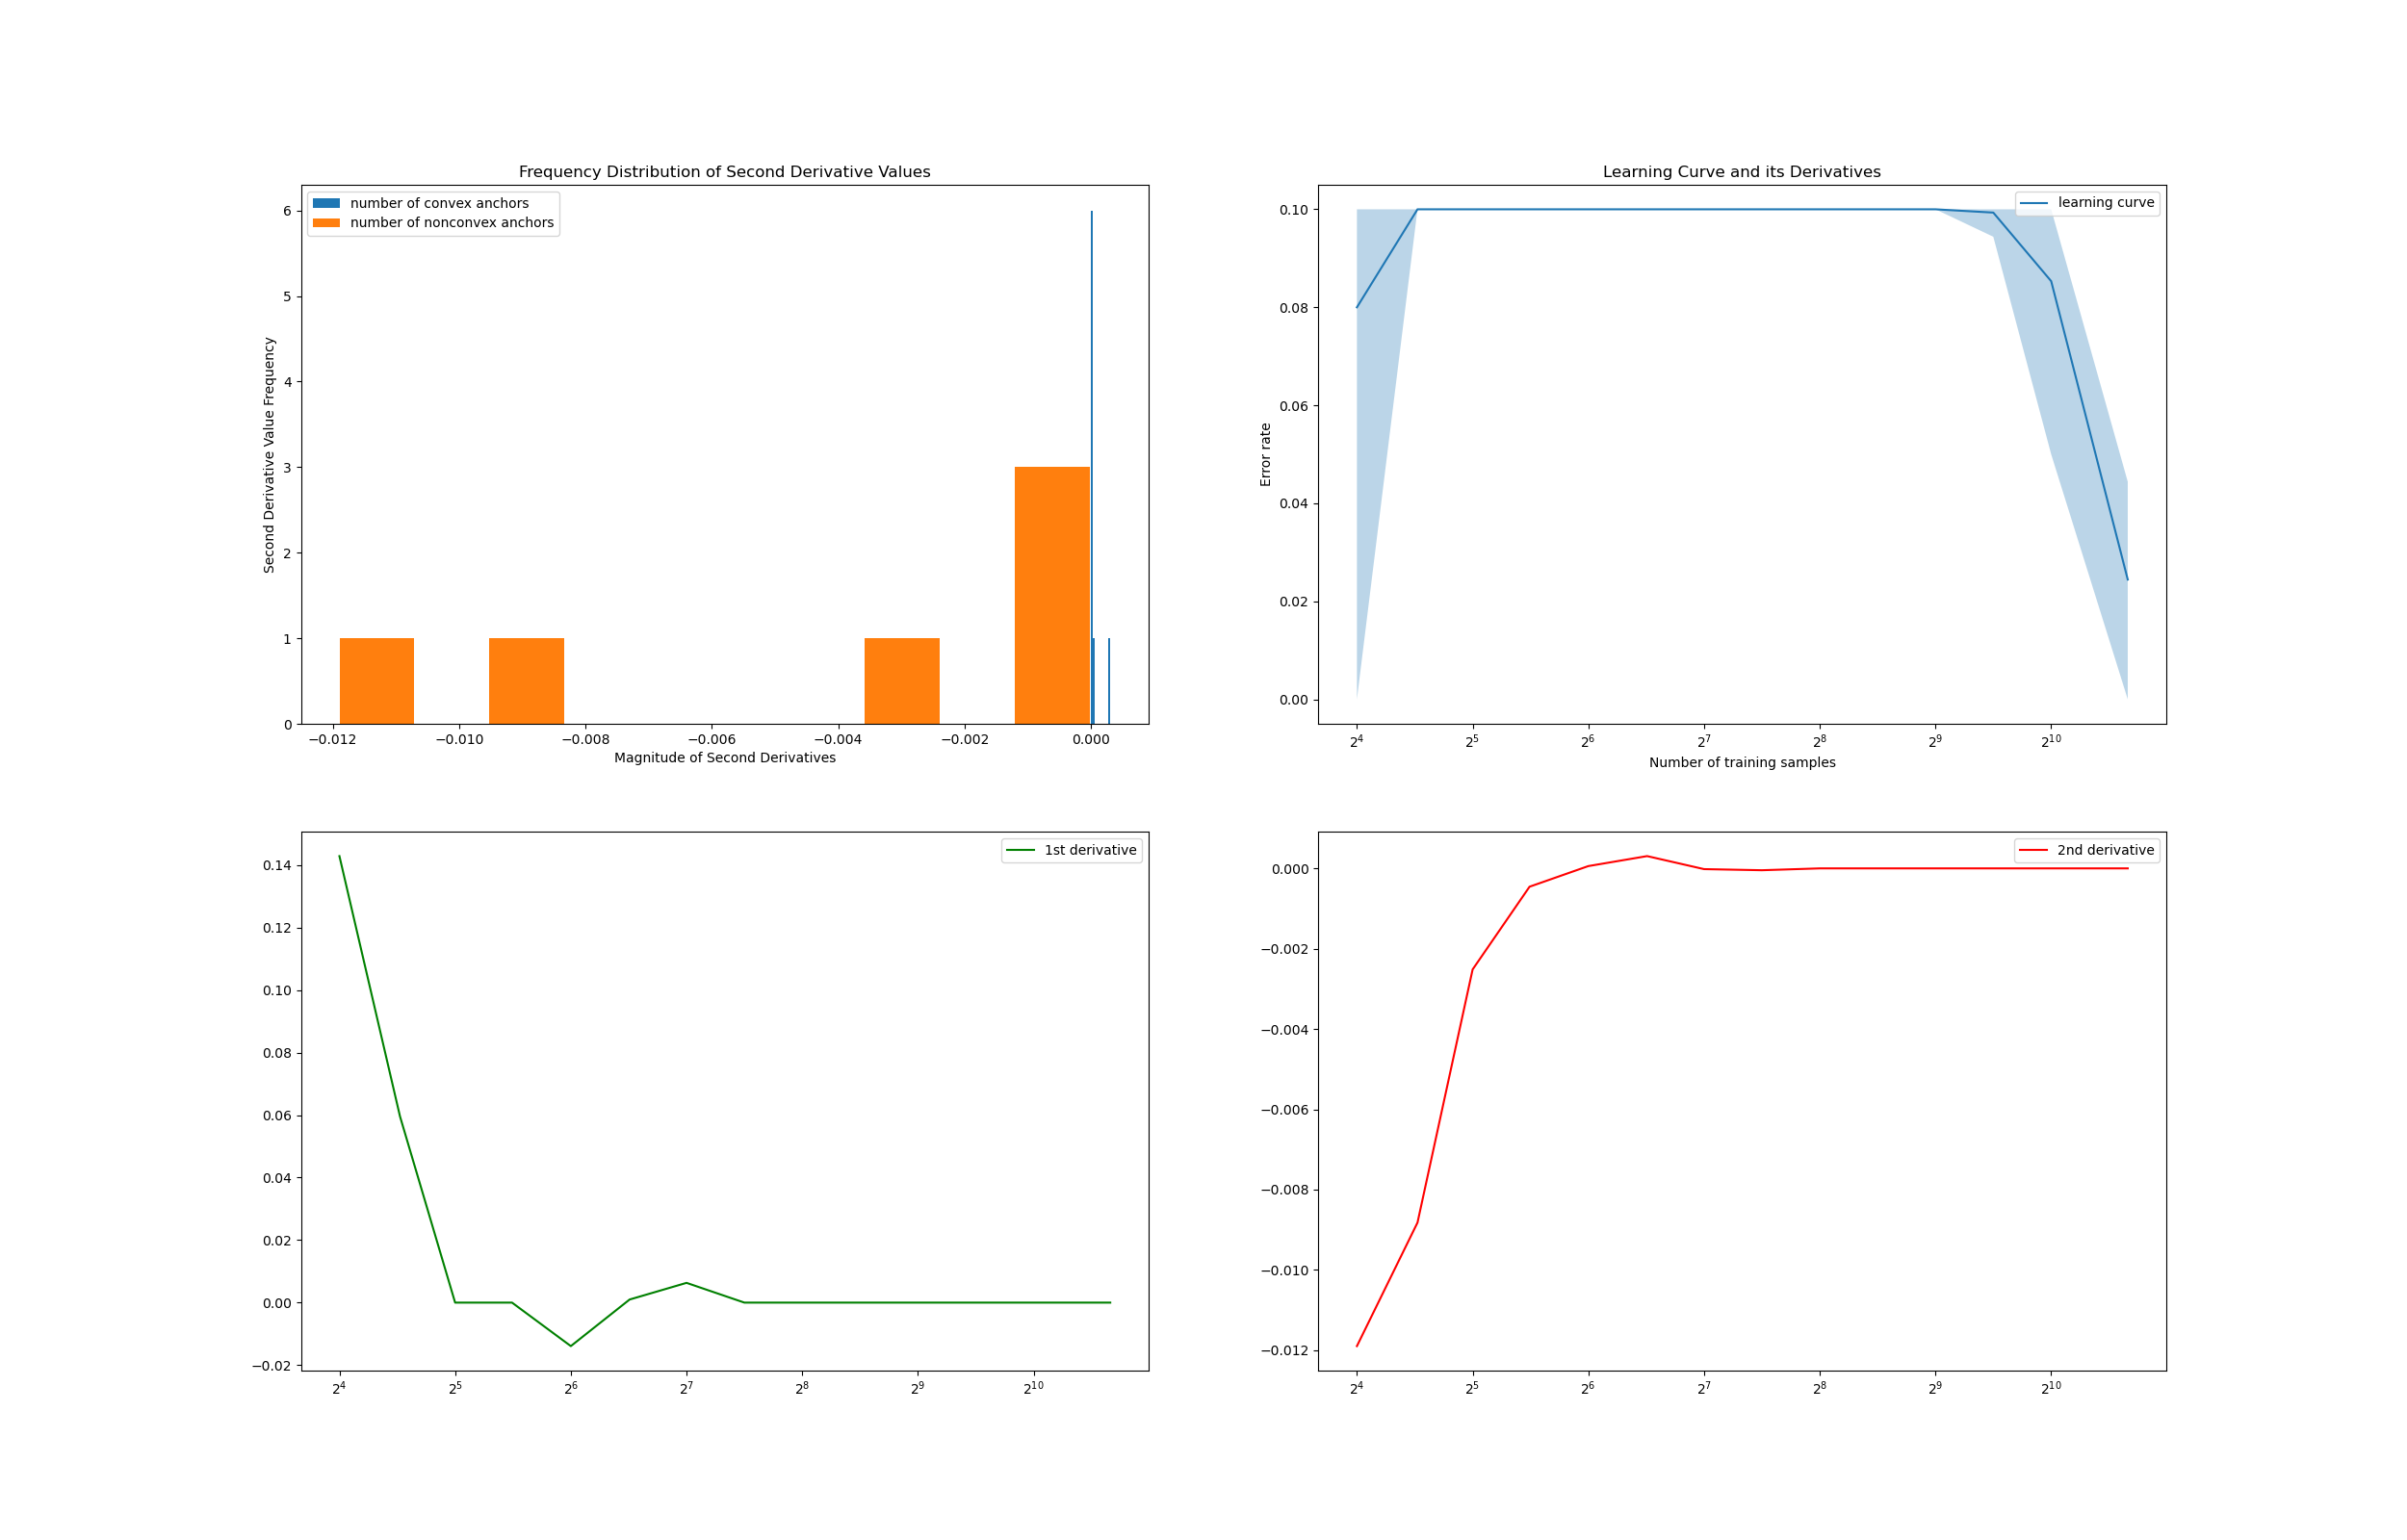 Frequency Distribution of Second Derivative Values
number of convex anchors
number of nonconvex anchors
Second Derivative Value Frequency
6
5
4
3
2
1
0
−0.012 −0.010 −0.008 −0.006 −0.004 −0.002 0.000
Magnitude of Second Derivatives
Learning Curve and its Derivatives
learning curve
Error rate
0.10
0.08
0.06
0.04
0.02
0.00
2⁴ 2⁵ 2⁶ 2⁷ 2⁸ 2⁹ 2¹⁰
Number of training samples
1st derivative
0.14
0.12
0.10
0.08
0.06
0.04
0.02
0.00
−0.02
2⁴ 2⁵ 2⁶ 2⁷ 2⁸ 2⁹ 2¹⁰
2nd derivative
0.000
−0.002
−0.004
−0.006
−0.008
−0.010
−0.012
2⁴ 2⁵ 2⁶ 2⁷ 2⁸ 2⁹ 2¹⁰